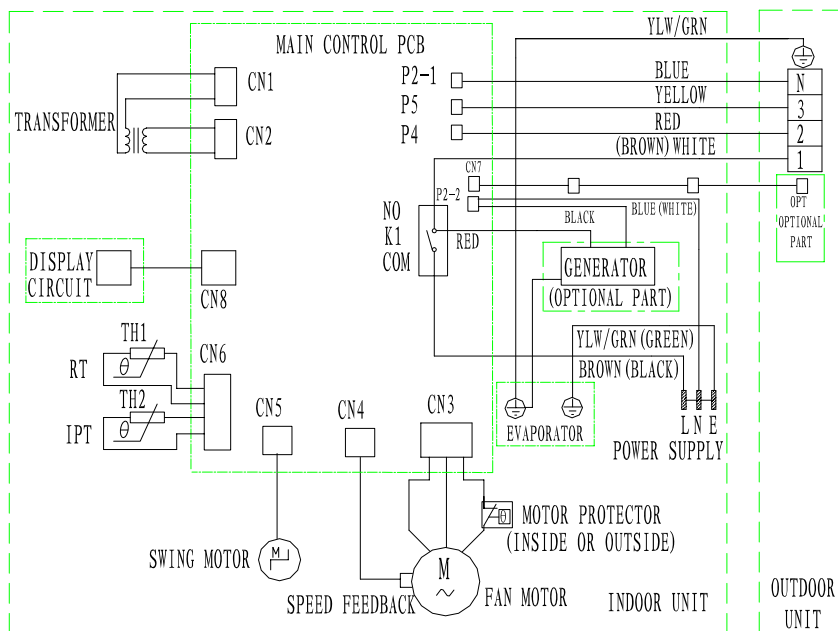 YLW/GRN
MAIN CONTROL PCB
P2-1
BLUE
N
CN1
P5
YELLOW
3
TRANSFORMER
CN2
P4
RED
2
(BROWN) WHITE
1
CN7
P2-2
BLUE (WHITE)
OPT
OPTIONAL
PART
NO
K1
COM
BLACK
RED
DISPLAY
CIRCUIT
CN8
GENERATOR
(OPTIONAL PART)
TH1
RT
θ
CN6
YLW/GRN (GREEN)
BROWN (BLACK)
TH2
IPT
θ
CN5
CN4
CN3
EVAPORATOR
L N E
POWER SUPPLY
θ
MOTOR PROTECTOR
(INSIDE OR OUTSIDE)
SWING MOTOR
M
M
~
SPEED FEEDBACK
FAN MOTOR
INDOOR UNIT
OUTDOOR
UNIT